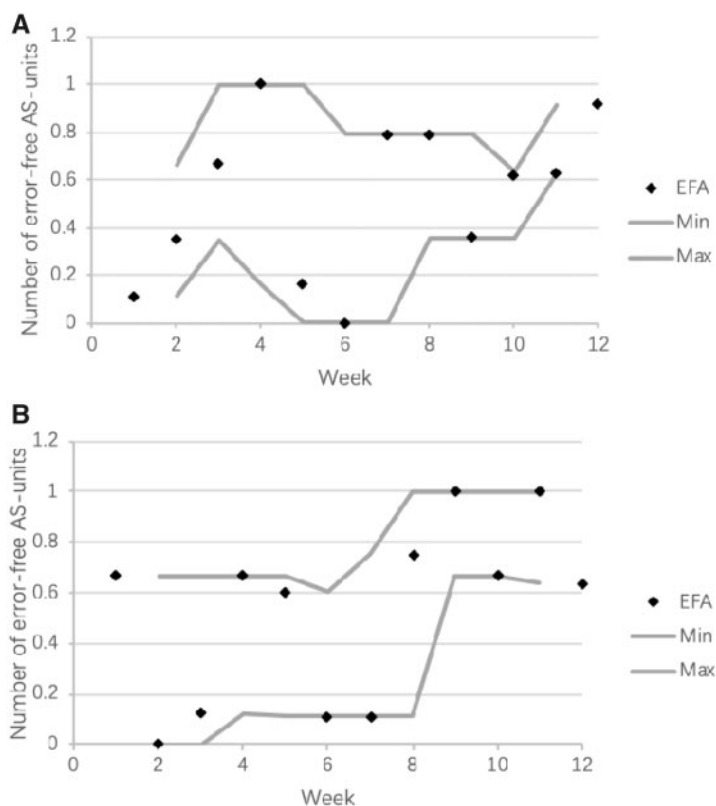 A
Number of error-free AS-units
1.2
1
0.8
0.6
0.4
0.2
0
0 2 4 6 8 10 12
Week
EFA
Min
Max
B
Number of error-free AS-units
1.2
1
0.8
0.6
0.4
0.2
0
0 2 4 6 8 10 12
Week
EFA
Min
Max